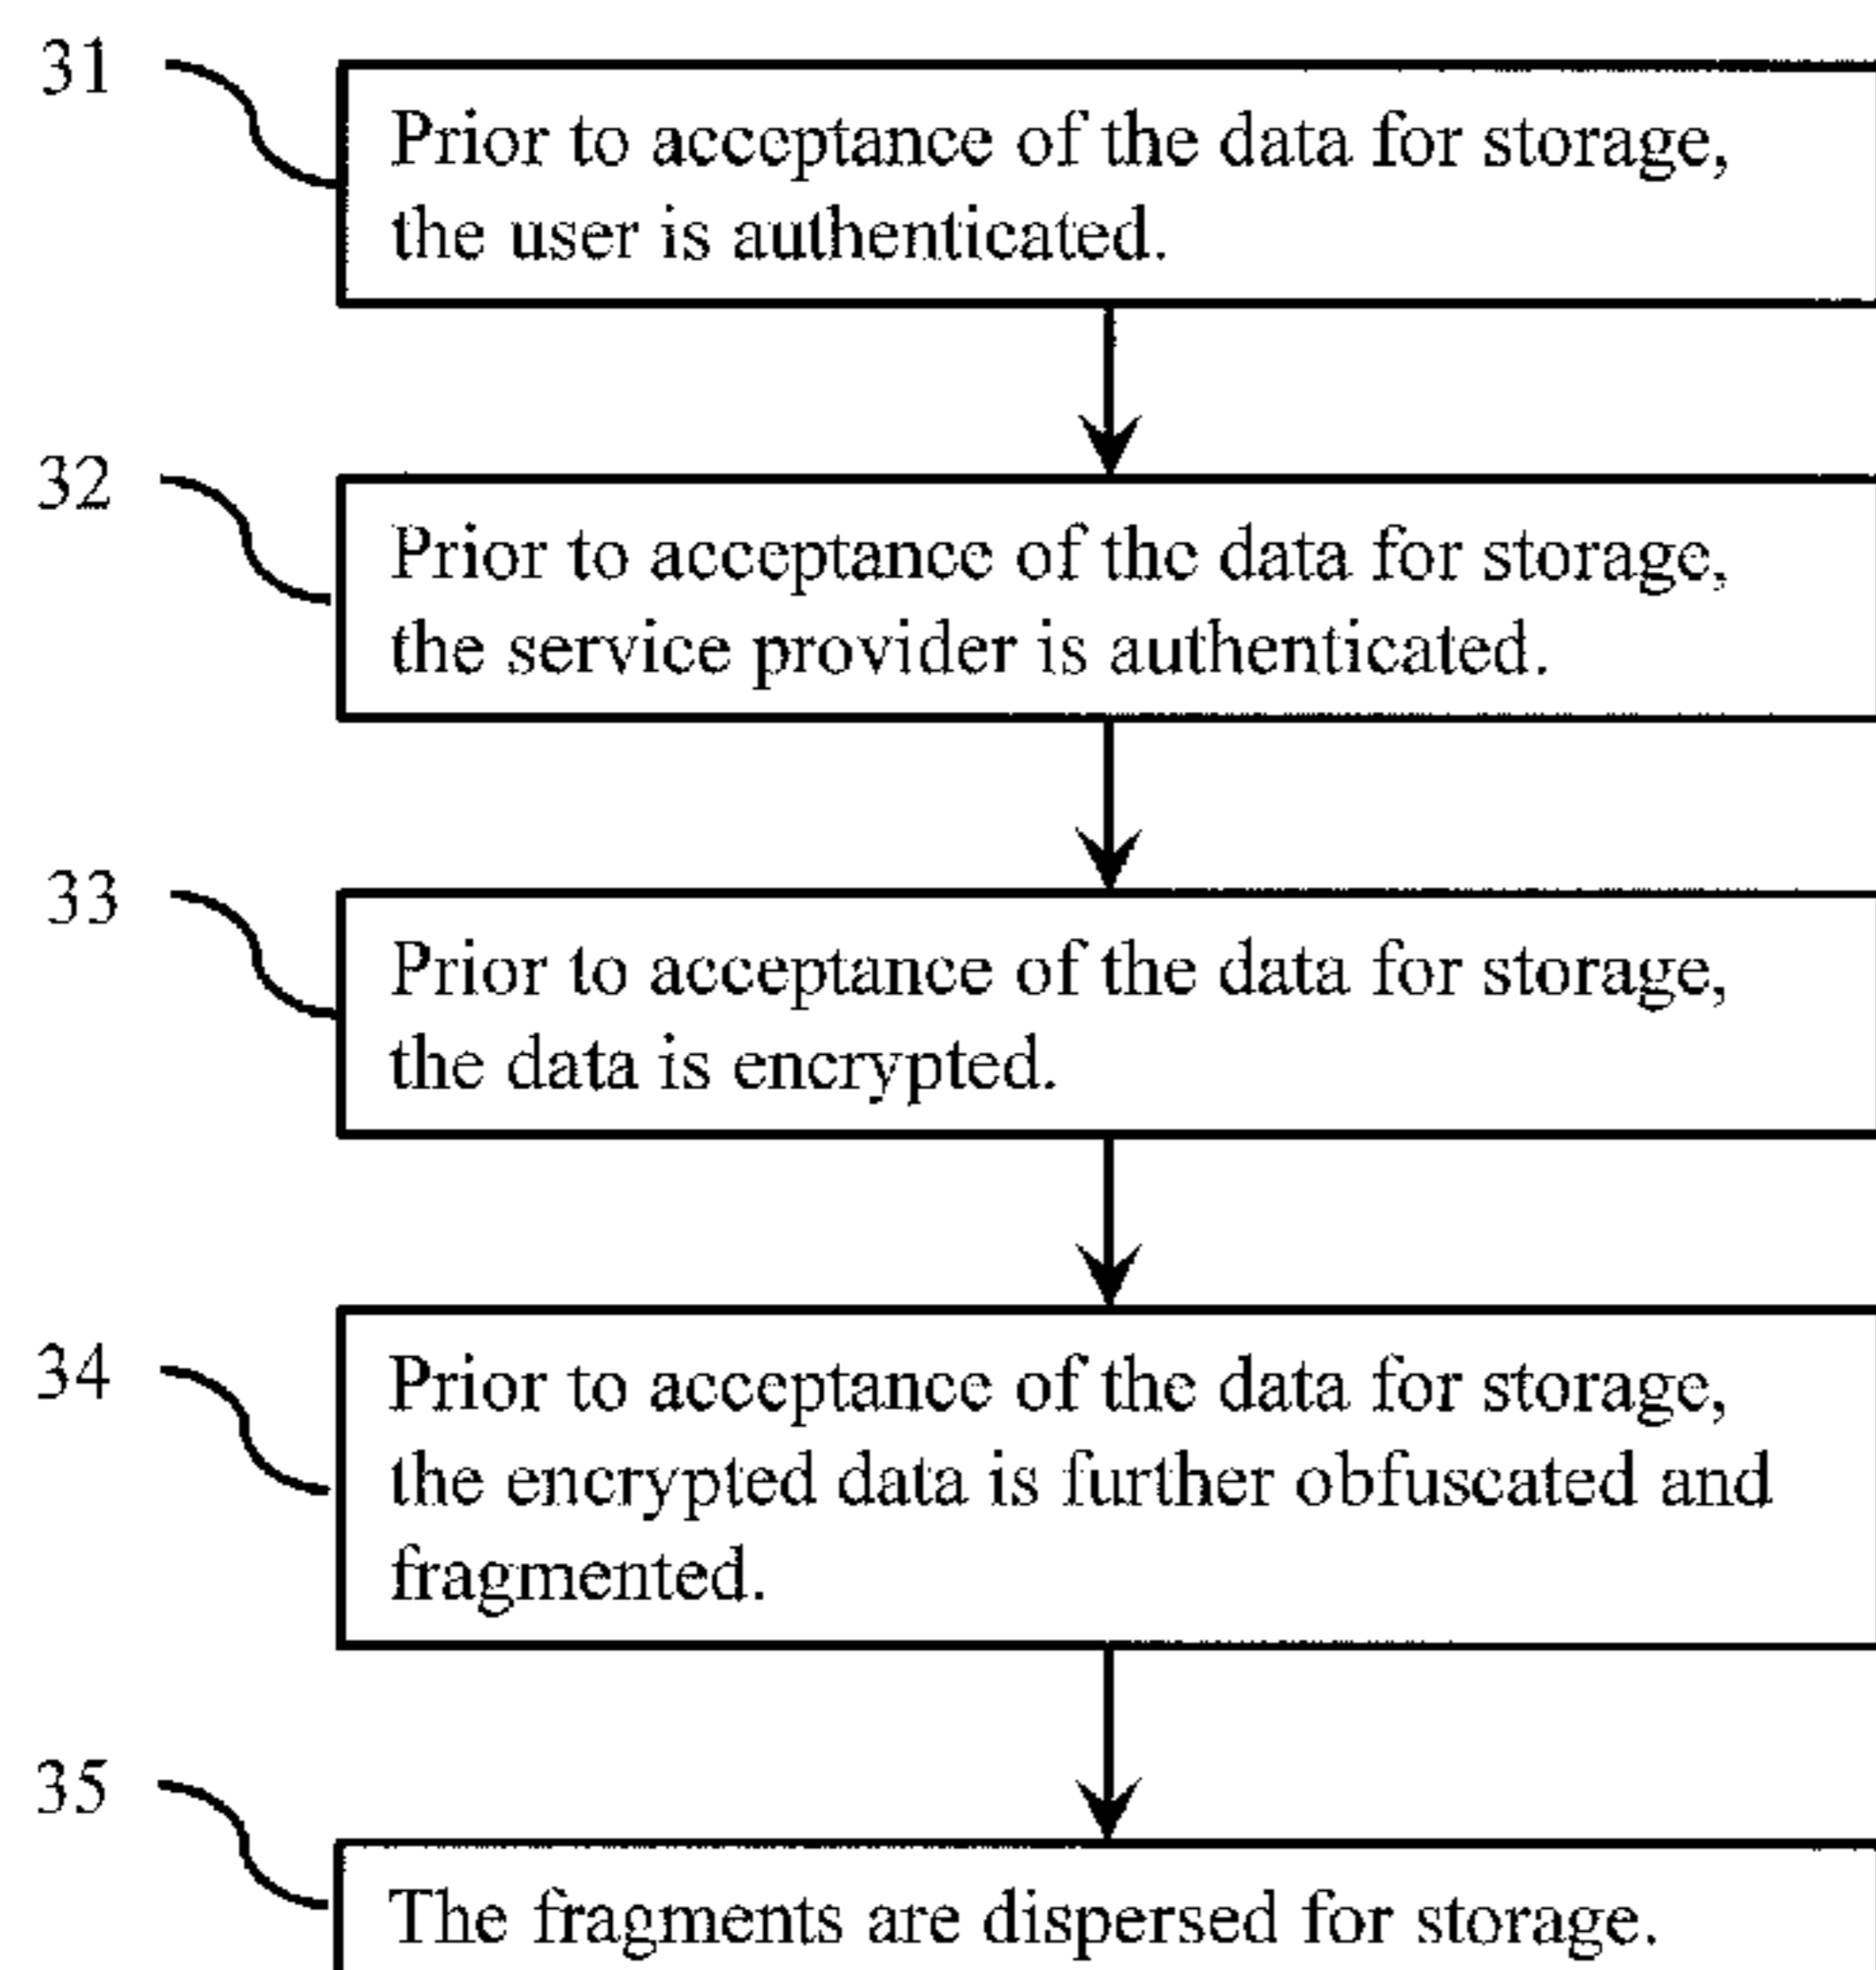 31
Prior to acceptance of the data for storage,
the user is authenticated.
32
Prior to acceptance of the data for storage,
the service provider is authenticated.
33
Prior to acceptance of the data for storage,
the data is encrypted.
34
Prior to acceptance of the data for storage,
the encrypted data is further obfuscated and
fragmented.
35
The fragments are dispersed for storage.